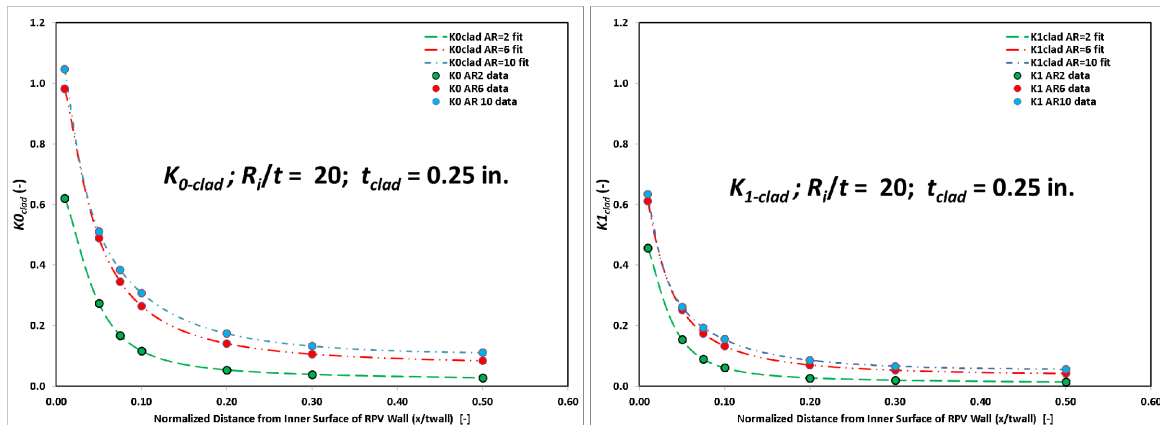 1.2
1.0
0.8
0.6
0.4
0.2
0.0
K0clad (-)
K0clad AR=2 fit
K0clad AR=6 fit
K0clad AR=10 fit
K0 AR2 data
K0 AR6 data
K0 AR 10 data
K0-clad ; Ri/t = 20; tclad = 0.25 in.
0.00 0.10 0.20 0.30 0.40 0.50 0.60
Normalized Distance from Inner Surface of RPV Wall (x/twall) [-]
1.2
1.0
0.8
0.6
0.4
0.2
0.0
K1clad (-)
K1clad AR=2 fit
K1clad AR=6 fit
K1clad AR=10 fit
K1 AR2 data
K1 AR6 data
K1 AR10 data
K1-clad ; Ri/t = 20; tclad = 0.25 in.
0.00 0.10 0.20 0.30 0.40 0.50 0.60
Normalized Distance from Inner Surface of RPV Wall (x/twall) [-]